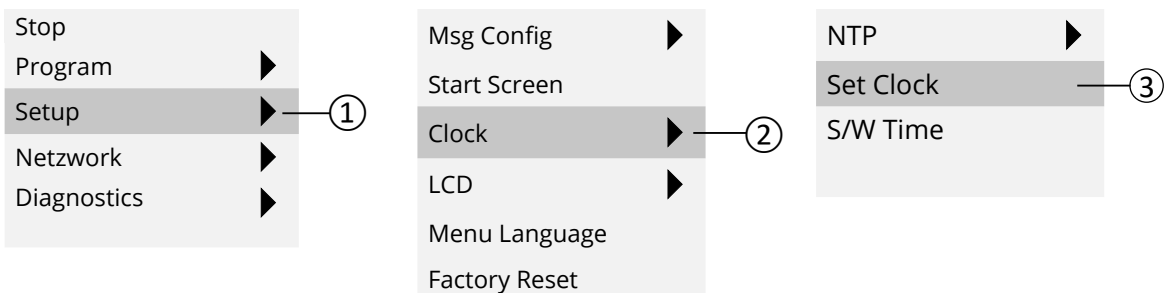 Stop
Program
Setup
①
Netzwork
Diagnostics
Msg Config
Start Screen
Clock
②
LCD
Menu Language
Factory Reset
NTP
Set Clock
③
S/W Time